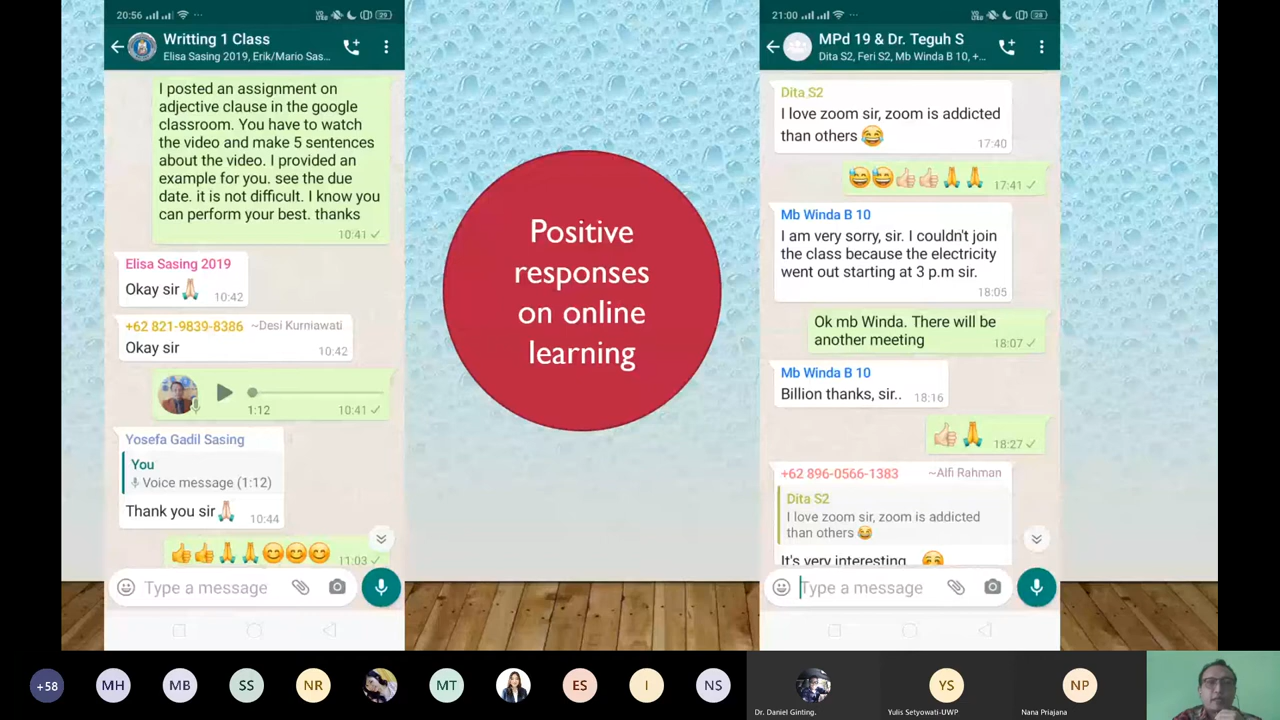 20:56
29
Writting 1 Class
Elisa Sasing 2019, Erik/Mario Sas...
I posted an assignment on
adjective clause in the google
classroom. You have to watch
the video and make 5 sentences
about the video. I provided an
example for you. see the due
date. it is not difficult. I know you
can perform your best. thanks
10:41
Elisa Sasing 2019
Okay sir🙏🏻
10:42
+62 821-9839-8386 ~Desi Kurniawati
Okay sir
10:42
1:12
10:41
Yosefa Gadil Sasing
You
Voice message (1:12)
Thank you sir🙏🏻
10:44
👍👍🙏🙏😊😊😊
11:03
Type a message
Positive
responses
on online
learning
21:00
28
MPd 19 & Dr. Teguh S
Dita S2, Feri S2, Mb Winda B 10, +...
Dita S2
I love zoom sir, zoom is addicted
than others 😂
17:40
😅😅👍🏻👍🏻🙏🙏
17:41
Mb Winda B 10
I am very sorry, sir. I couldn't join
the class because the electricity
went out starting at 3 p.m sir.
18:05
Ok mb Winda. There will be
another meeting
18:07
Mb Winda B 10
Billion thanks, sir..
18:16
👍🏻🙏
18:27
+62 896-0566-1383 ~Alfi Rahman
Dita S2
I love zoom sir, zoom is addicted
than others 😂
It's very interesting
Type a message
+58
MH
MB
SS
NR
MT
ES
I
NS
Dr. Daniel Ginting.
YS
Yulis Setyowati-UWP
NP
Nana Priajana